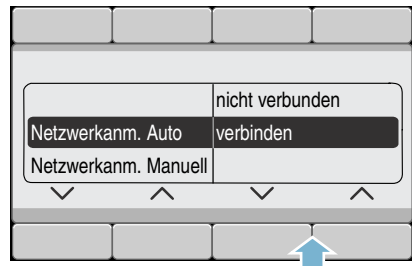 nicht verbunden
Netzwerkanm. Auto verbinden
Netzwerkanm. Manuell